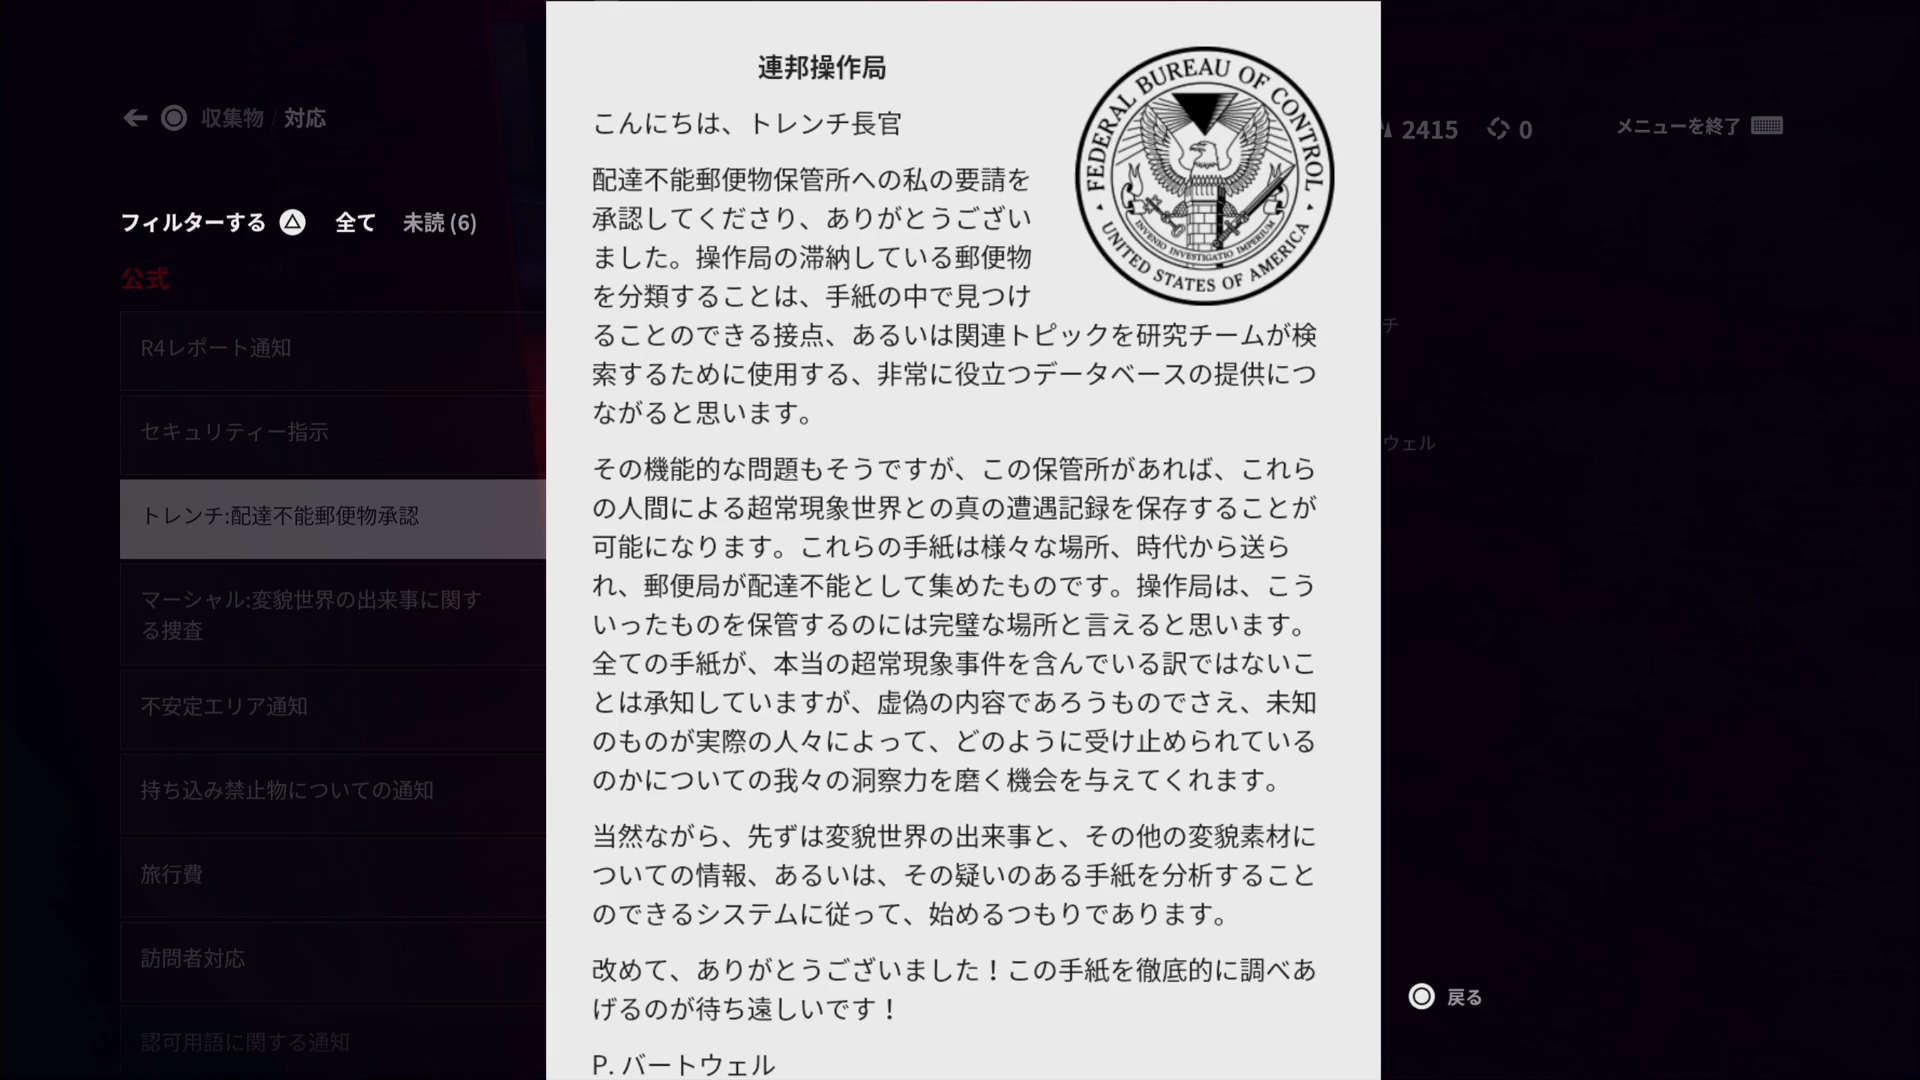 収集物 / 対応
2415
0
メニューを終了
フィルターする 全て 未読 (6)
公式
R4レポート通知
セキュリティー指示
トレンチ:配達不能郵便物承認
マーシャル:変貌世界の出来事に関す
る捜査
不安定エリア通知
持ち込み禁止物についての通知
旅行費
訪問者対応
認可用語に関する通知
連邦操作局
FEDERAL BUREAU OF CONTROL
UNITED STATES OF AMERICA
INVENIO INVESTIGATIO IMPERIUM
こんにちは、トレンチ長官
配達不能郵便物保管所への私の要請を
承認してくださり、ありがとうござい
ました。操作局の滞納している郵便物
を分類することは、手紙の中で見つけ
ることのできる接点、あるいは関連トピックを研究チームが検
索するために使用する、非常に役立つデータベースの提供につ
ながると思います。
その機能的な問題もそうですが、この保管所があれば、これら
の人間による超常現象世界との真の遭遇記録を保存することが
可能になります。これらの手紙は様々な場所、時代から送ら
れ、郵便局が配達不能として集めたものです。操作局は、こう
いったものを保管するのには完璧な場所と言えると思います。
全ての手紙が、本当の超常現象事件を含んでいる訳ではないこ
とは承知していますが、虚偽の内容であろうものでさえ、未知
のものが実際の人々によって、どのように受け止められている
のかについての我々の洞察力を磨く機会を与えてくれます。
当然ながら、先ずは変貌世界の出来事と、その他の変貌素材に
ついての情報、あるいは、その疑いのある手紙を分析すること
のできるシステムに従って、始めるつもりであります。
改めて、ありがとうございました！この手紙を徹底的に調べあ
げるのが待ち遠しいです！
P. バートウェル
チ
ウェル
戻る